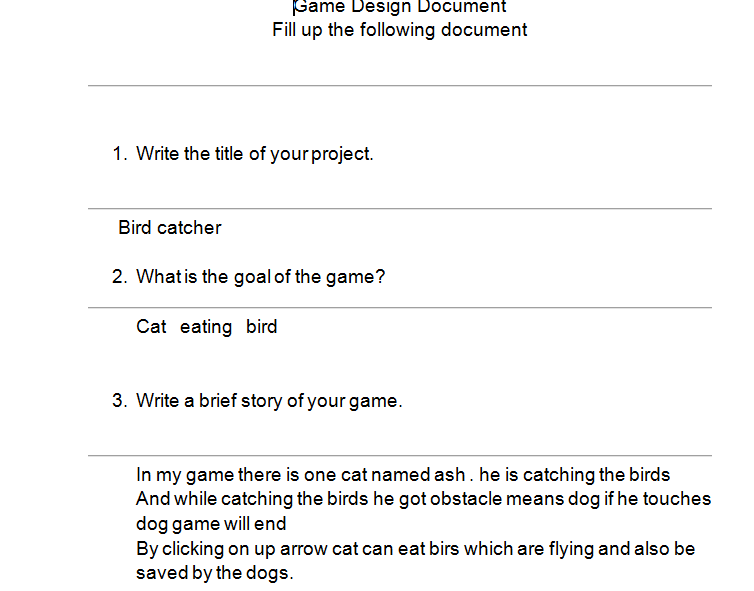 Game Design Document
Fill up the following document
1. Write the title of your project.
Bird catcher
2. What is the goal of the game?
Cat eating bird
3. Write a brief story of your game.
In my game there is one cat named ash . he is catching the birds
And while catching the birds he got obstacle means dog if he touches
dog game will end
By clicking on up arrow cat can eat birs which are flying and also be
saved by the dogs.